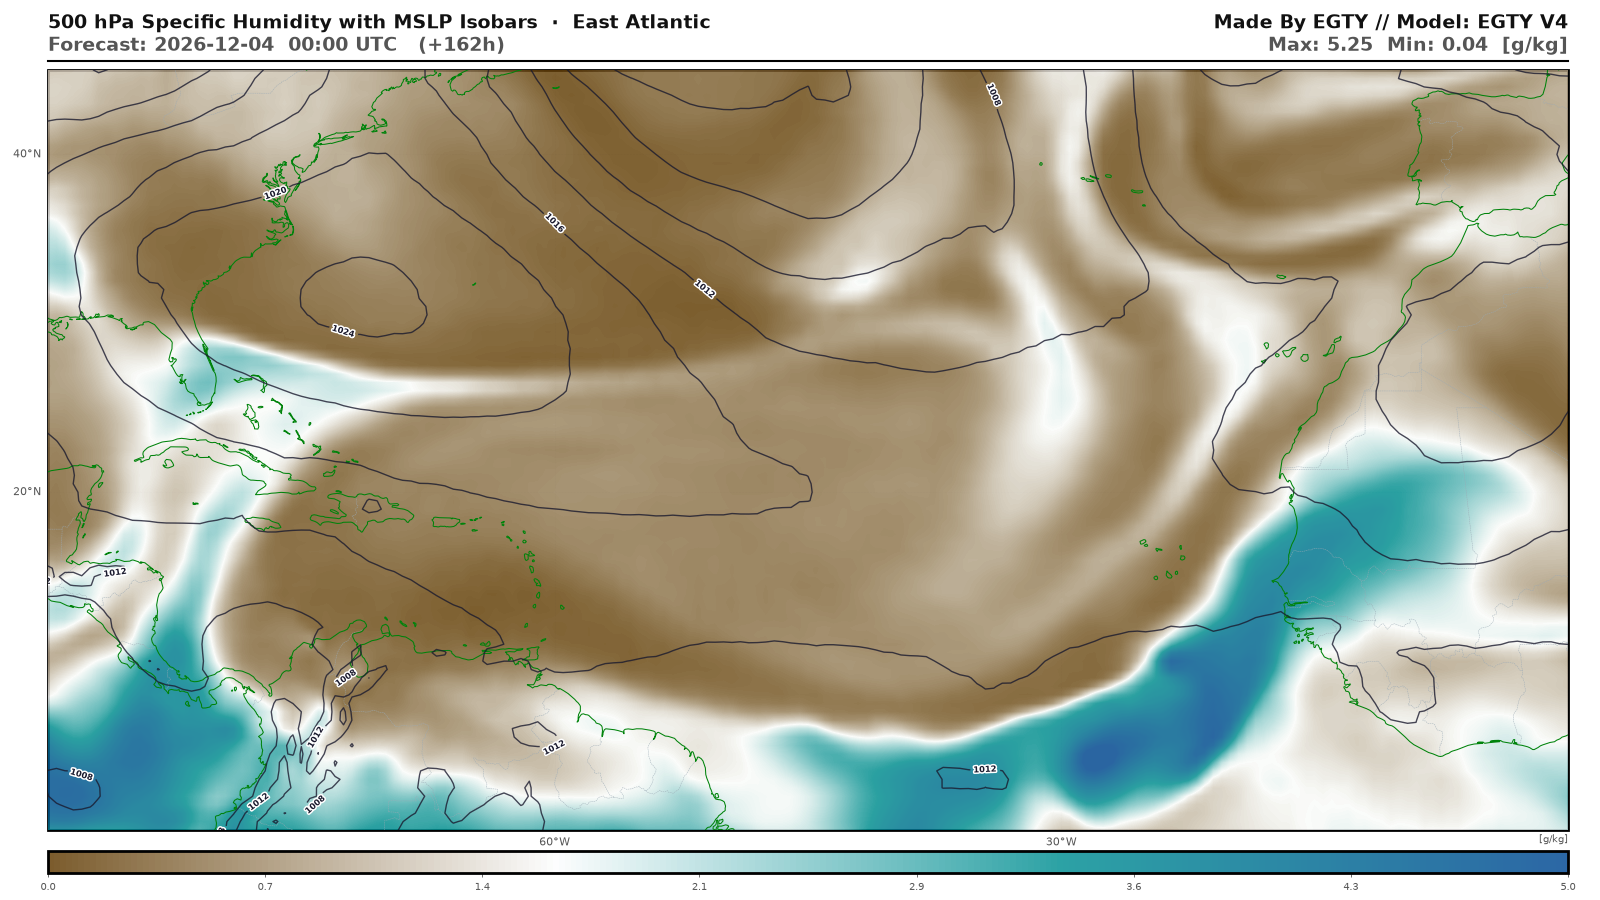 500 hPa Specific Humidity with MSLP Isobars · East Atlantic
Made By EGTY // Model: EGTY V4
Forecast: 2026-12-04 00:00 UTC (+162h)
Max: 5.25 Min: 0.04 [g/kg]
1008
40°N
1020
1016
1012
1024
20°N
1012
1008
1012
1012
1012
1008
1012
1008
60°W
30°W
[g/kg]
0.0 0.7 1.4 2.1 2.9 3.6 4.3 5.0